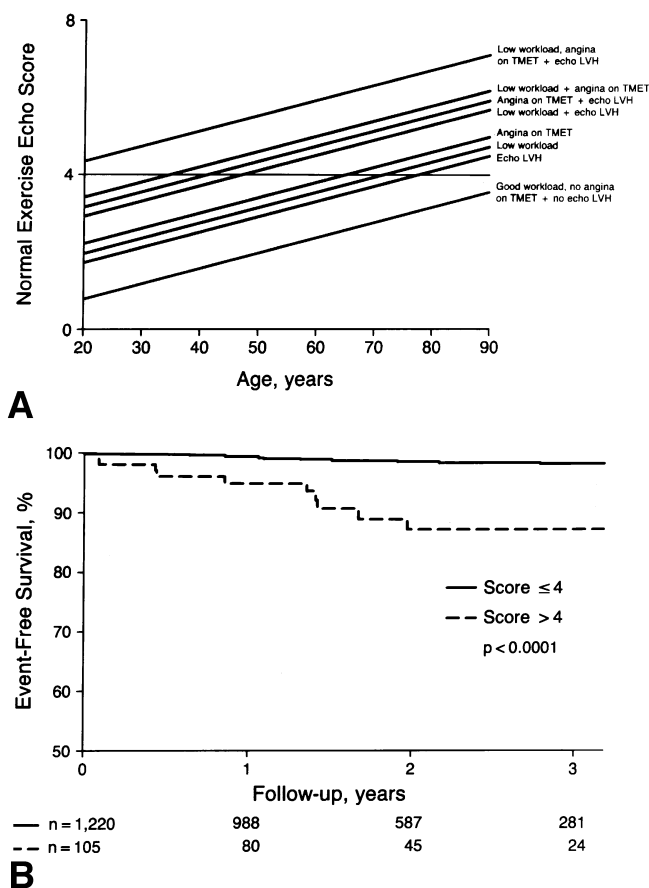 8
4
0
Normal Exercise Echo Score
Low workload, angina
on TMET + echo LVH
Low workload + angina on TMET
Angina on TMET + echo LVH
Low workload + echo LVH
Angina on TMET
Low workload
Echo LVH
Good workload, no angina
on TMET + no echo LVH
20 30 40 50 60 70 80 90
Age, years
A
100
90
80
70
60
50
Event-Free Survival, %
Score ≤4
Score >4
p<0.0001
0 1 2 3
Follow-up, years
n=1,220 988 587 281
n=105 80 45 24
B